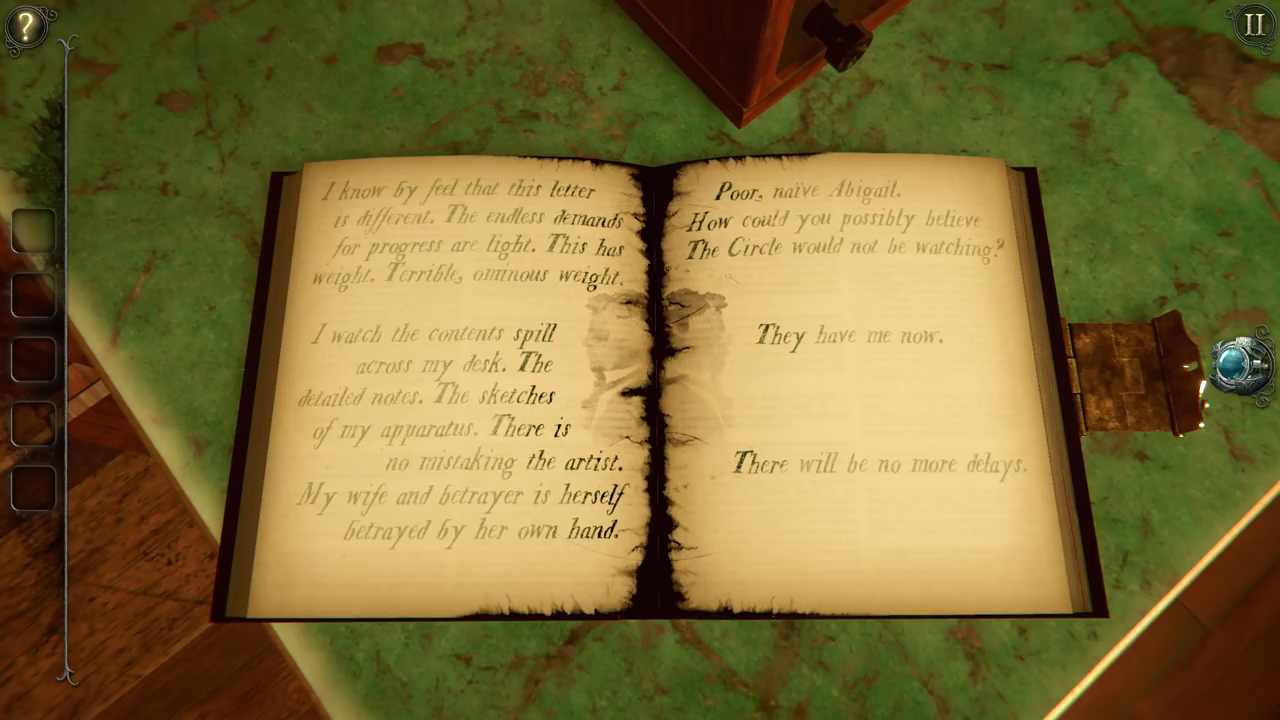 I know by feel that this letter
is different. The endless demands
for progress are light. This has
weight. Terrible, ominous weight.
I watch the contents spill
across my desk. The
detailed notes. The sketches
of my apparatus. There is
no mistaking the artist.
My wife and betrayer is herself
betrayed by her own hand.
Poor, naïve Abigail.
How could you possibly believe
The Circle would not be watching?
They have me now.
There will be no more delays.
?
II